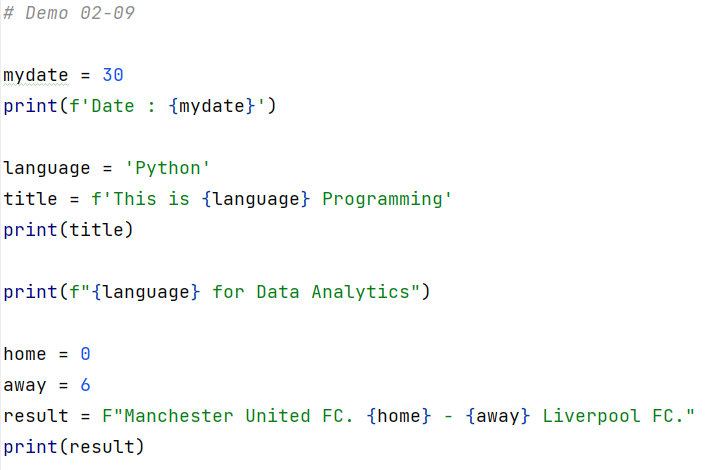 # Demo 02-09
mydate = 30
print(f'Date : {mydate}')
language = 'Python'
title = f'This is {language} Programming'
print(title)
print(f"{language} for Data Analytics")
home = 0
away = 6
result = F"Manchester United FC. {home} - {away} Liverpool FC."
print(result)